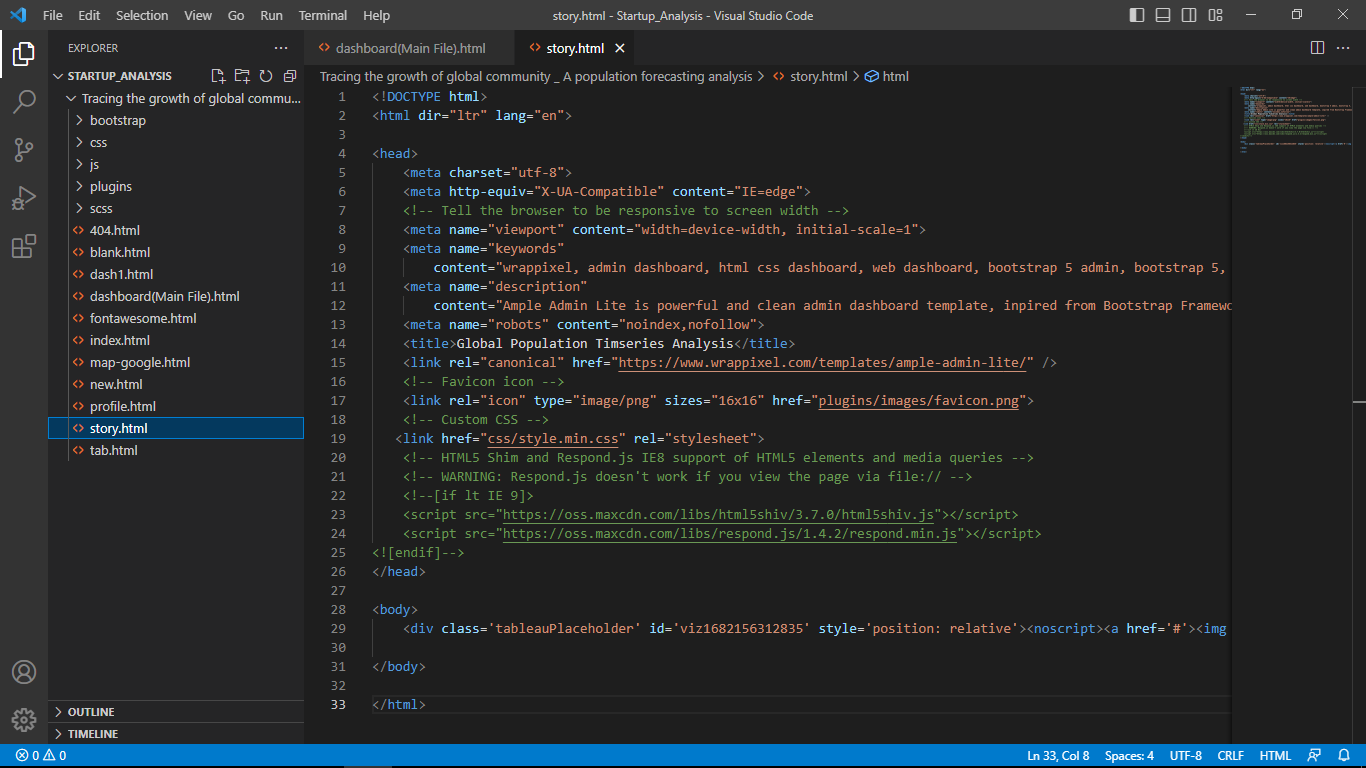 File Edit Selection View Go Run Terminal Help story.html - Startup_Analysis - Visual Studio Code
EXPLORER
STARTUP_ANALYSIS
Tracing the growth of global commu...
bootstrap
css
js
plugins
scss
404.html
blank.html
dash1.html
dashboard(Main File).html
fontawesome.html
index.html
map-google.html
new.html
profile.html
story.html
tab.html
OUTLINE
TIMELINE
dashboard(Main File).html story.html
Tracing the growth of global community _ A population forecasting analysis > story.html > html
1 <!DOCTYPE html>
2 <html dir="ltr" lang="en">
3
4 <head>
5 <meta charset="utf-8">
6 <meta http-equiv="X-UA-Compatible" content="IE=edge">
7 <!-- Tell the browser to be responsive to screen width -->
8 <meta name="viewport" content="width=device-width, initial-scale=1">
9 <meta name="keywords"
10 content="wrappixel, admin dashboard, html css dashboard, web dashboard, bootstrap 5 admin, bootstrap 5,
11 <meta name="description"
12 content="Ample Admin Lite is powerful and clean admin dashboard template, inpired from Bootstrap Framewo
13 <meta name="robots" content="noindex,nofollow">
14 <title>Global Population Timseries Analysis</title>
15 <link rel="canonical" href="https://www.wrappixel.com/templates/ample-admin-lite/" />
16 <!-- Favicon icon -->
17 <link rel="icon" type="image/png" sizes="16x16" href="plugins/images/favicon.png">
18 <!-- Custom CSS -->
19 <link href="css/style.min.css" rel="stylesheet">
20 <!-- HTML5 Shim and Respond.js IE8 support of HTML5 elements and media queries -->
21 <!-- WARNING: Respond.js doesn't work if you view the page via file:// -->
22 <!--[if lt IE 9]>
23 <script src="https://oss.maxcdn.com/libs/html5shiv/3.7.0/html5shiv.js"></script>
24 <script src="https://oss.maxcdn.com/libs/respond.js/1.4.2/respond.min.js"></script>
25 <![endif]-->
26 </head>
27
28 <body>
29 <div class='tableauPlaceholder' id='viz1682156312835' style='position: relative'><noscript><a href='#'><img
30
31 </body>
32
33 </html>
0 0 Ln 33, Col 8 Spaces: 4 UTF-8 CRLF HTML